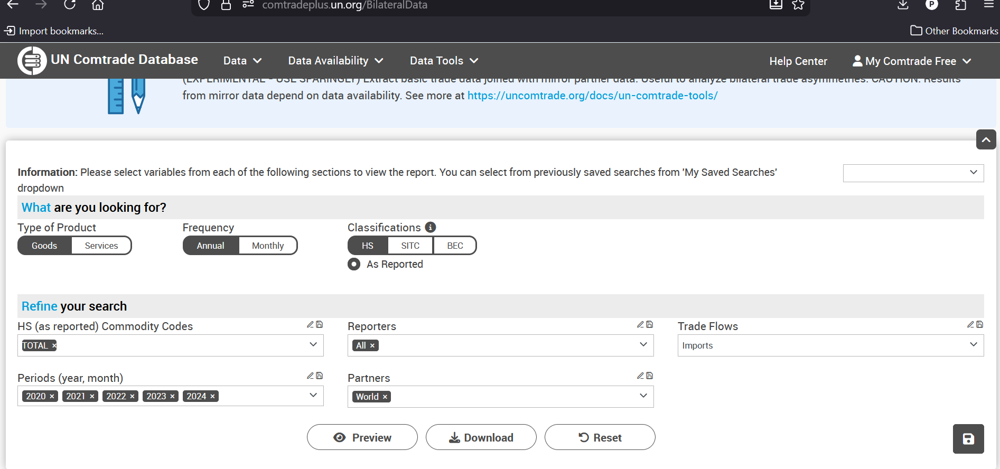 comtradeplus.un.org/BilateralData
P
Import bookmarks...
Other Bookmarks
UN Comtrade Database
Data
Data Availability
Data Tools
Help Center
My Comtrade Free
(EXPERIMENTAL - USE SPARINGLY) Extract basic trade data joined with mirror partner data. Useful to analyze bilateral trade asymmetries. CAUTION: Results
from mirror data depend on data availability. See more at https://uncomtrade.org/docs/un-comtrade-tools/
Information: Please select variables from each of the following sections to view the report. You can select from previously saved searches from 'My Saved Searches'
dropdown
What are you looking for?
Type of Product
Frequency
Classifications
Goods
Services
Annual
Monthly
HS
SITC
BEC
As Reported
Refine your search
HS (as reported) Commodity Codes
Reporters
Trade Flows
TOTAL ×
All ×
Imports
Periods (year, month)
Partners
2020 × 2021 × 2022 × 2023 × 2024 ×
World ×
Preview
Download
Reset